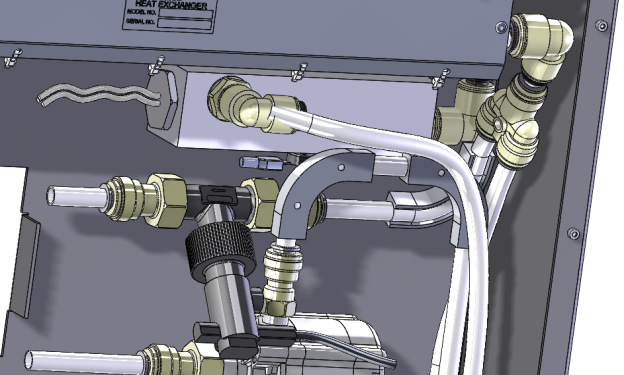 HEAT EXCHANGER
MODEL NO.
SERIAL NO.